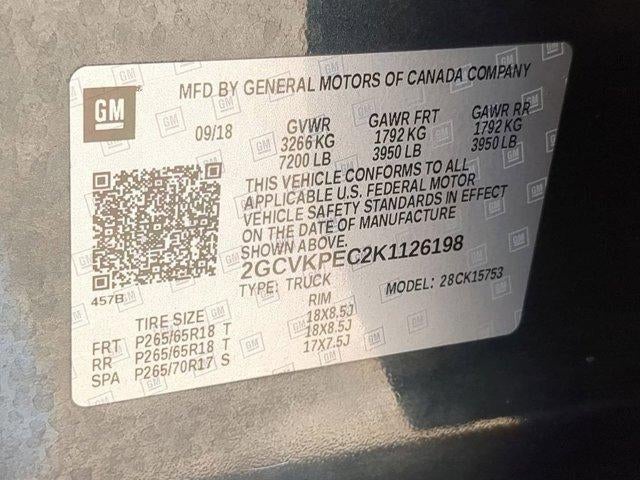 GM
MFD BY GENERAL MOTORS OF CANADA COMPANY
09/18 GVWR GAWR FRT GAWR RR
3266 KG 1792 KG 1792 KG
7200 LB 3950 LB 3950 LB
THIS VEHICLE CONFORMS TO ALL
APPLICABLE U.S. FEDERAL MOTOR
VEHICLE SAFETY STANDARDS IN EFFECT
ON THE DATE OF MANUFACTURE
SHOWN ABOVE.
2GCVKPEC2K1126198
457B TYPE: TRUCK MODEL: 28CK15753
TIRE SIZE RIM
FRT P265/65R18 T 18X8.5J
RR P265/65R18 T 18X8.5J
SPA P265/70R17 S 17X7.5J